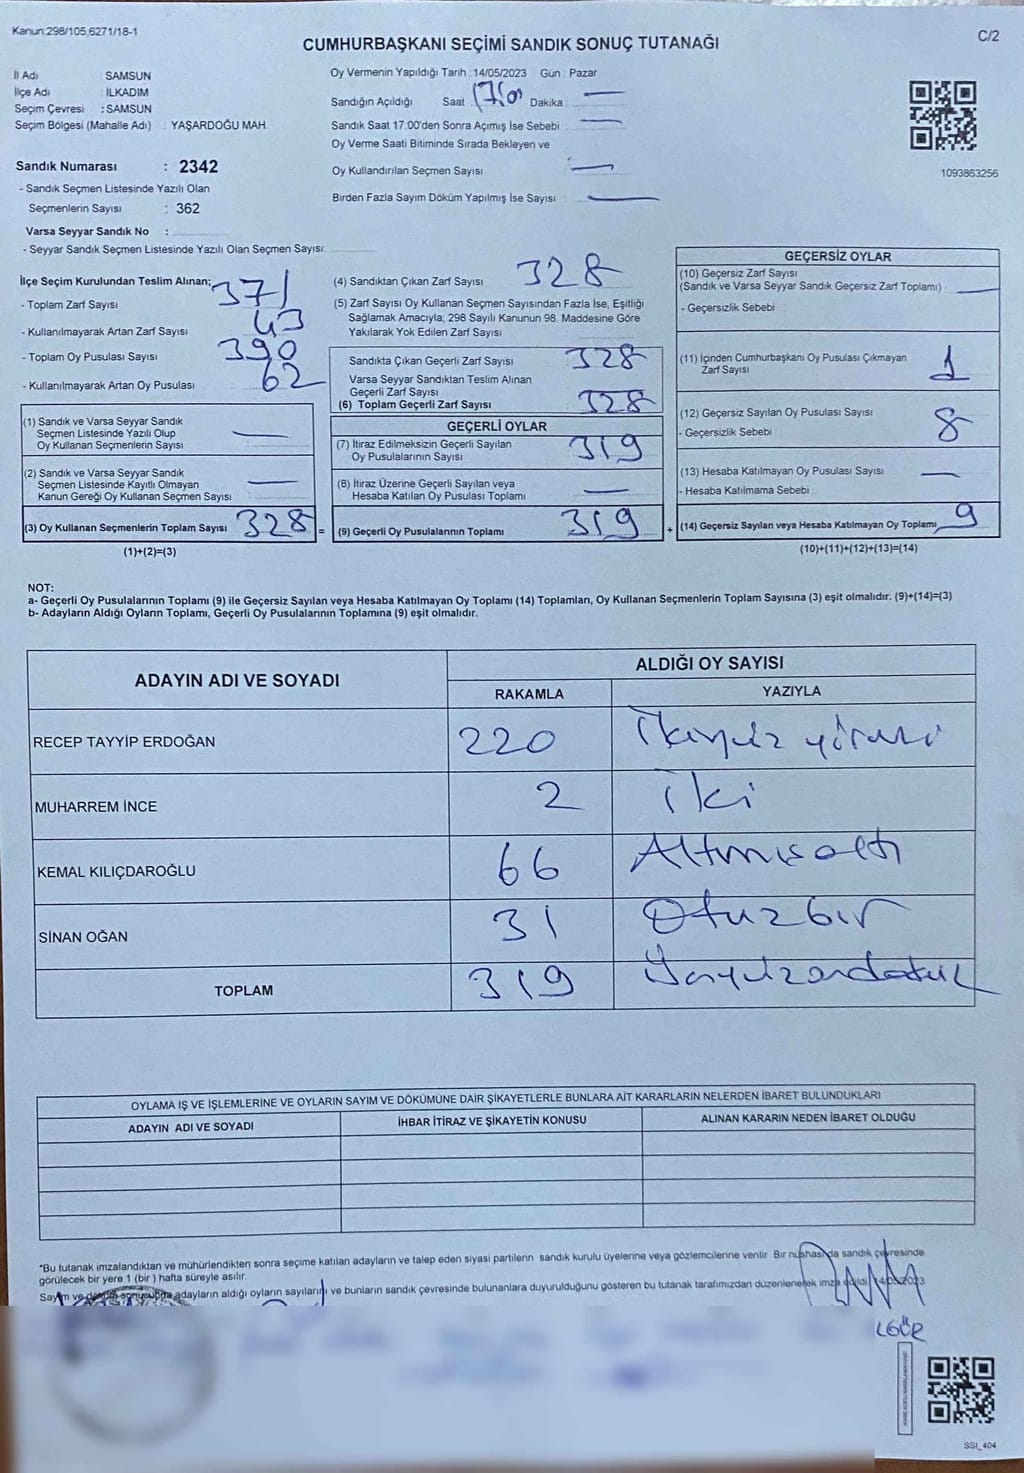 Kanun:298/105,6271/18-1
C/2
CUMHURBAŞKANI SEÇİMİ SANDIK SONUÇ TUTANAĞI
İl Adı : SAMSUN
İlçe Adı : İLKADIM
Seçim Çevresi : SAMSUN
Seçim Bölgesi (Mahalle Adı) : YAŞARDOĞU MAH.
Sandık Numarası : 2342
- Sandık Seçmen Listesinde Yazılı Olan
Seçmenlerin Sayısı : 362
Varsa Seyyar Sandık No :
- Seyyar Sandık Seçmen Listesinde Yazılı Olan Seçmen Sayısı:
Oy Vermenin Yapıldığı Tarih :14/05/2023 Gün : Pazar
Sandığın Açıldığı Saat : Dakika : —
Sandık Saat 17:00'den Sonra Açımış İse Sebebi : —
Oy Verme Saati Bitiminde Sırada Bekleyen ve
Oy Kullandırılan Seçmen Sayısı : —
Birden Fazla Sayım Döküm Yapılmış İse Sayısı : —
1093863256
İlçe Seçim Kurulundan Teslim Alınan;
- Toplam Zarf Sayısı 371
- Kullanılmayarak Artan Zarf Sayısı 43
- Toplam Oy Pusulası Sayısı 390
- Kullanılmayarak Artan Oy Pusulası 62
(1) Sandık ve Varsa Seyyar Sandık
Seçmen Listesinde Yazılı Olup
Oy Kullanan Seçmenlerin Sayısı —
(2) Sandık ve Varsa Seyyar Sandık
Seçmen Listesinde Kayıtlı Olmayan
Kanun Gereği Oy Kullanan Seçmen Sayısı —
(3) Oy Kullanan Seçmenlerin Toplam Sayısı 328 =
(1)+(2)=(3)
(4) Sandıktan Çıkan Zarf Sayısı 328
(5) Zarf Sayısı Oy Kullanan Seçmen Sayısından Fazla İse, Eşitliği
Sağlamak Amacıyla; 298 Sayılı Kanunun 98. Maddesine Göre
Yakılarak Yok Edilen Zarf Sayısı
Sandıkta Çıkan Geçerli Zarf Sayısı 328
Varsa Seyyar Sandıktan Teslim Alınan
Geçerli Zarf Sayısı
(6) Toplam Geçerli Zarf Sayısı 328
GEÇERLİ OYLAR
(7) İtiraz Edilmeksizin Geçerli Sayılan
Oy Pusulalarının Sayısı 319
(8) İtiraz Üzerine Geçerli Sayılan veya
Hesaba Katılan Oy Pusulası Toplamı —
(9) Geçerli Oy Pusulalarının Toplamı 319 +
GEÇERSİZ OYLAR
(10) Geçersiz Zarf Sayısı
(Sandık ve Varsa Seyyar Sandık Geçersiz Zarf Toplamı) —
- Geçersizlik Sebebi
(11) İçinden Cumhurbaşkanı Oy Pusulası Çıkmayan
Zarf Sayısı 1
(12) Geçersiz Sayılan Oy Pusulası Sayısı 8
- Geçersizlik Sebebi
(13) Hesaba Katılmayan Oy Pusulası Sayısı —
- Hesaba Katılmama Sebebi
(14) Geçersiz Sayılan veya Hesaba Katılmayan Oy Toplamı 9
(10)+(11)+(12)+(13)=(14)
NOT:
a- Geçerli Oy Pusulalarının Toplamı (9) ile Geçersiz Sayılan veya Hesaba Katılmayan Oy Toplamı (14) Toplamları, Oy Kullanan Seçmenlerin Toplam Sayısına (3) eşit olmalıdır. (9)+(14)=(3)
b- Adayların Aldığı Oyların Toplamı, Geçerli Oy Pusulalarının Toplamına (9) eşit olmalıdır.
ADAYIN ADI VE SOYADI ALDIĞI OY SAYISI
RAKAMLA YAZIYLA
RECEP TAYYİP ERDOĞAN 220 İkiyüz yirmi
MUHARREM İNCE 2 iki
KEMAL KILIÇDAROĞLU 66 Altmışaltı
SİNAN OĞAN 31 Otuzbir
TOPLAM 319 Üçyüzondokuz
OYLAMA İŞ VE İŞLEMLERİNE VE OYLARIN SAYIM VE DÖKÜMÜNE DAİR ŞİKAYETLERLE BUNLARA AİT KARARLARIN NELERDEN İBARET BULUNDUKLARI
ADAYIN ADI VE SOYADI İHBAR İTİRAZ VE ŞİKAYETİN KONUSU ALINAN KARARIN NEDEN İBARET OLDUĞU
*Bu tutanak imzalandıktan ve mühürlendikten sonra seçime katılan adayların ve talep eden siyasi partilerin sandık kurulu üyelerine veya gözlemcilerine verilir. Bir nüshası da sandık çevresinde
görülecek bir yere 1 (bir ) hafta süreyle asılır.
Sayım ve döküm sonucunda adayların aldığı oyların sayılarını ve bunların sandık çevresinde bulunanlara duyurulduğunu gösteren bu tutanak tarafımızdan düzenlenerek imza edildi. 14/05/2023
SSI_404